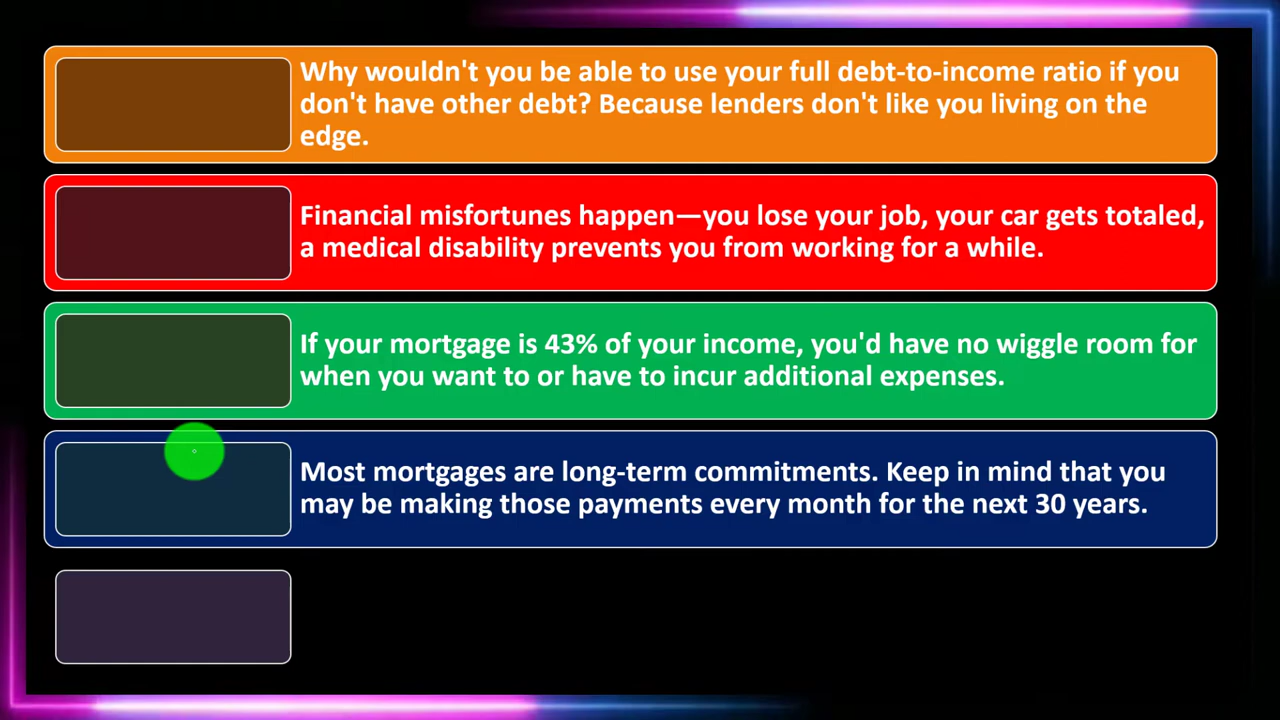 Why wouldn't you be able to use your full debt-to-income ratio if you
don't have other debt? Because lenders don't like you living on the
edge.
Financial misfortunes happen—you lose your job, your car gets totaled,
a medical disability prevents you from working for a while.
If your mortgage is 43% of your income, you'd have no wiggle room for
when you want to or have to incur additional expenses.
Most mortgages are long-term commitments. Keep in mind that you
may be making those payments every month for the next 30 years.